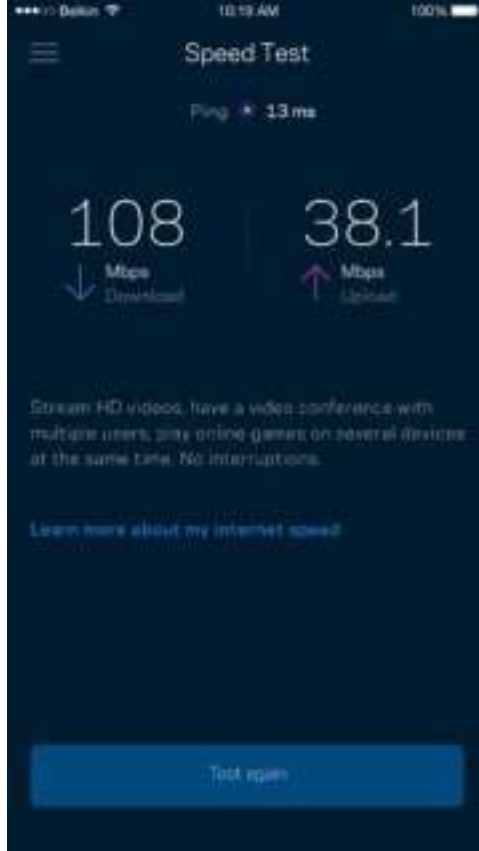 Belkin 10:19 AM 100%
Speed Test
Ping 13 ms
108 38.1
Mbps Mbps
Download Upload
Stream HD videos, have a video conference with
multiple users, play online games on several devices
at the same time. No interruptions.
Learn more about my internet speed
Test again